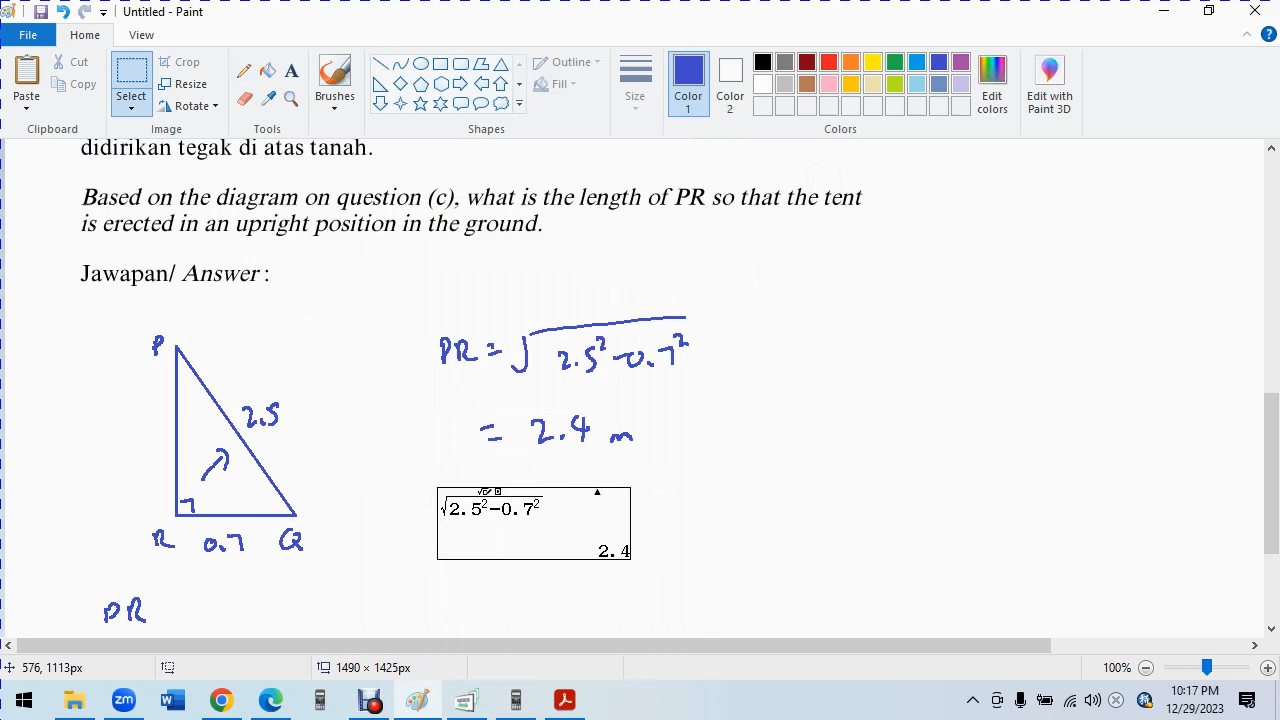 Untitled - Paint
File
Home
View
Paste
Cut
Copy
Clipboard
Select
Crop
Resize
Rotate
Image
Tools
Brushes
Shapes
Outline
Fill
Size
Color 1
Color 2
Colors
Edit colors
Edit with Paint 3D
didirikan tegak di atas tanah.
Based on the diagram on question (c), what is the length of PR so that the tent
is erected in an upright position in the ground.
Jawapan/ Answer :
P
2.5
R 0.7 Q
PR
PR = √2.5² - 0.7²
= 2.4 m
√2.5²-0.7²
2.4
576, 1113px
1490 × 1425px
100%
10:17 PM
12/29/2023